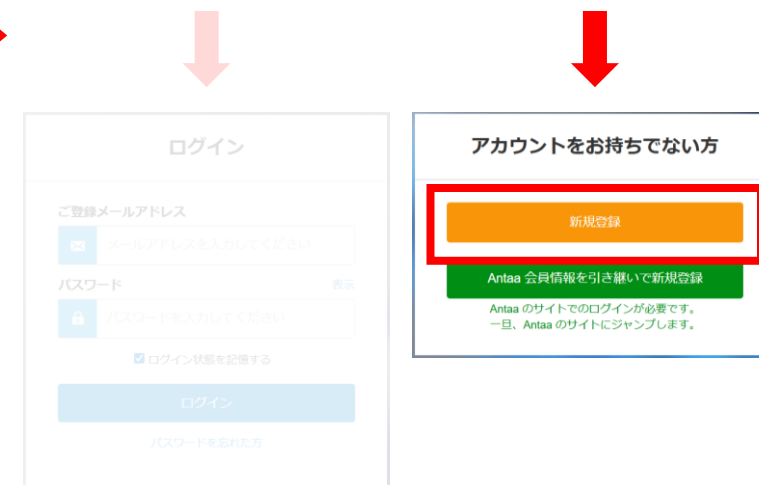 ログイン
ご登録メールアドレス
メールアドレスを入力してください
パスワード
表示
パスワードを入力してください
ログイン状態を記憶する
ログイン
パスワードを忘れた方
アカウントをお持ちでない方
新規登録
Antaa 会員情報を引き継いで新規登録
Antaa のサイトでのログインが必要です。
一旦、Antaa のサイトにジャンプします。